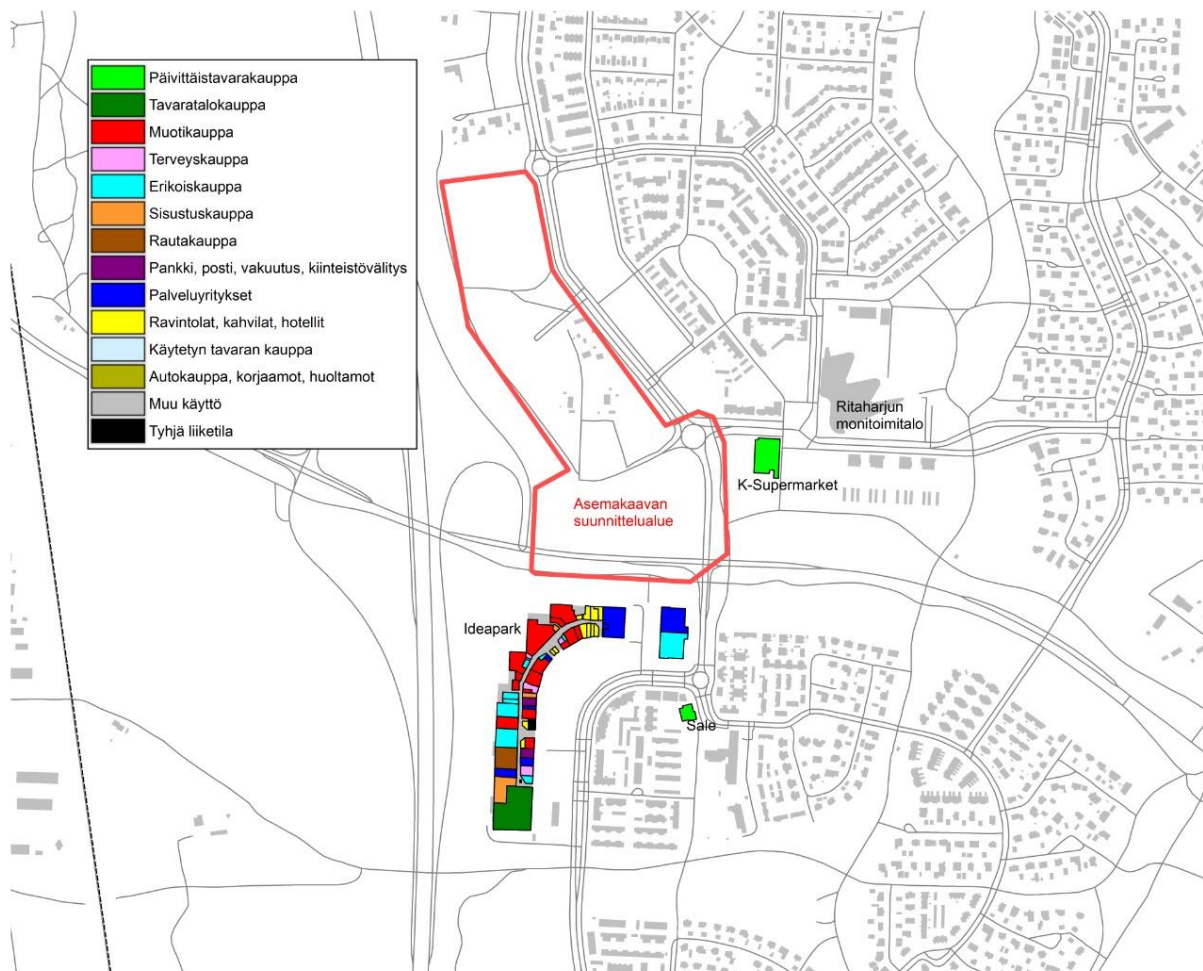 Päivittäistavarakauppa
Tavaratalokauppa
Muotikauppa
Terveyskauppa
Erikoiskauppa
Sisustuskauppa
Rautakauppa
Pankki, posti, vakuutus, kiinteistövälitys
Palveluyritykset
Ravintolat, kahvilat, hotellit
Käytetyn tavaran kauppa
Autokauppa, korjaamot, huoltamot
Muu käyttö
Tyhjä liiketila
Ritaharjun
monitoimitalo
K-Supermarket
Asemakaavan
suunnittelualue
Ideapark
Sale